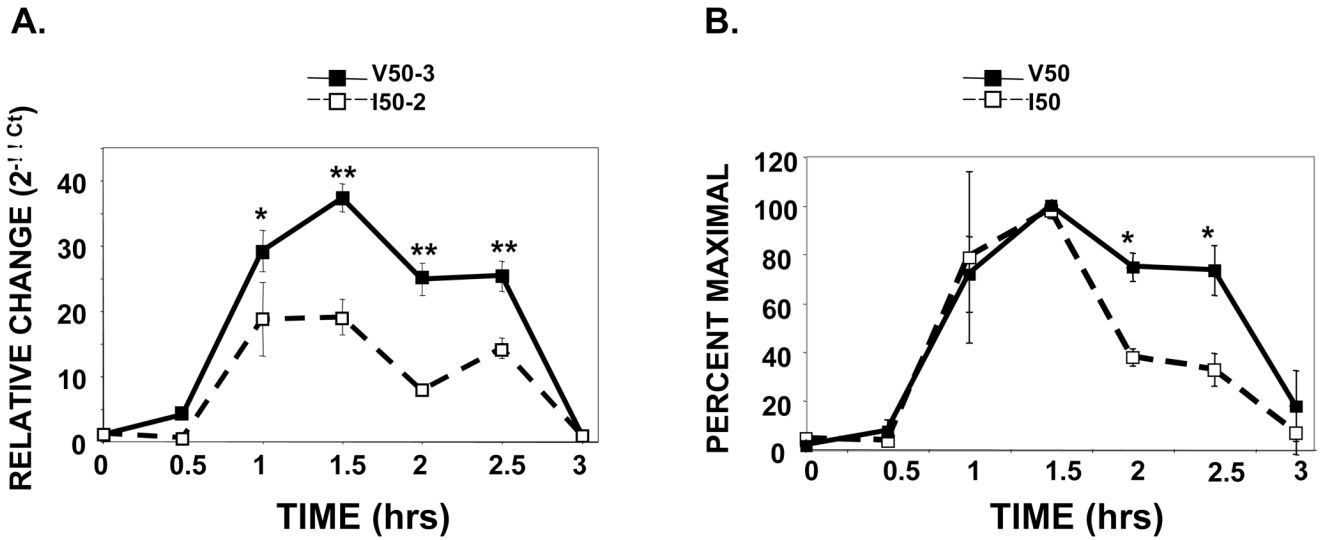 A.
V50-3
I50-2
RELATIVE CHANGE (2-!!Ct)
40
30
20
10
0
*
**
**
**
0 0.5 1 1.5 2 2.5 3
TIME (hrs)
B.
V50
I50
PERCENT MAXIMAL
120
100
80
60
40
20
0
*
*
0 0.5 1 1.5 2 2.5 3
TIME (hrs)